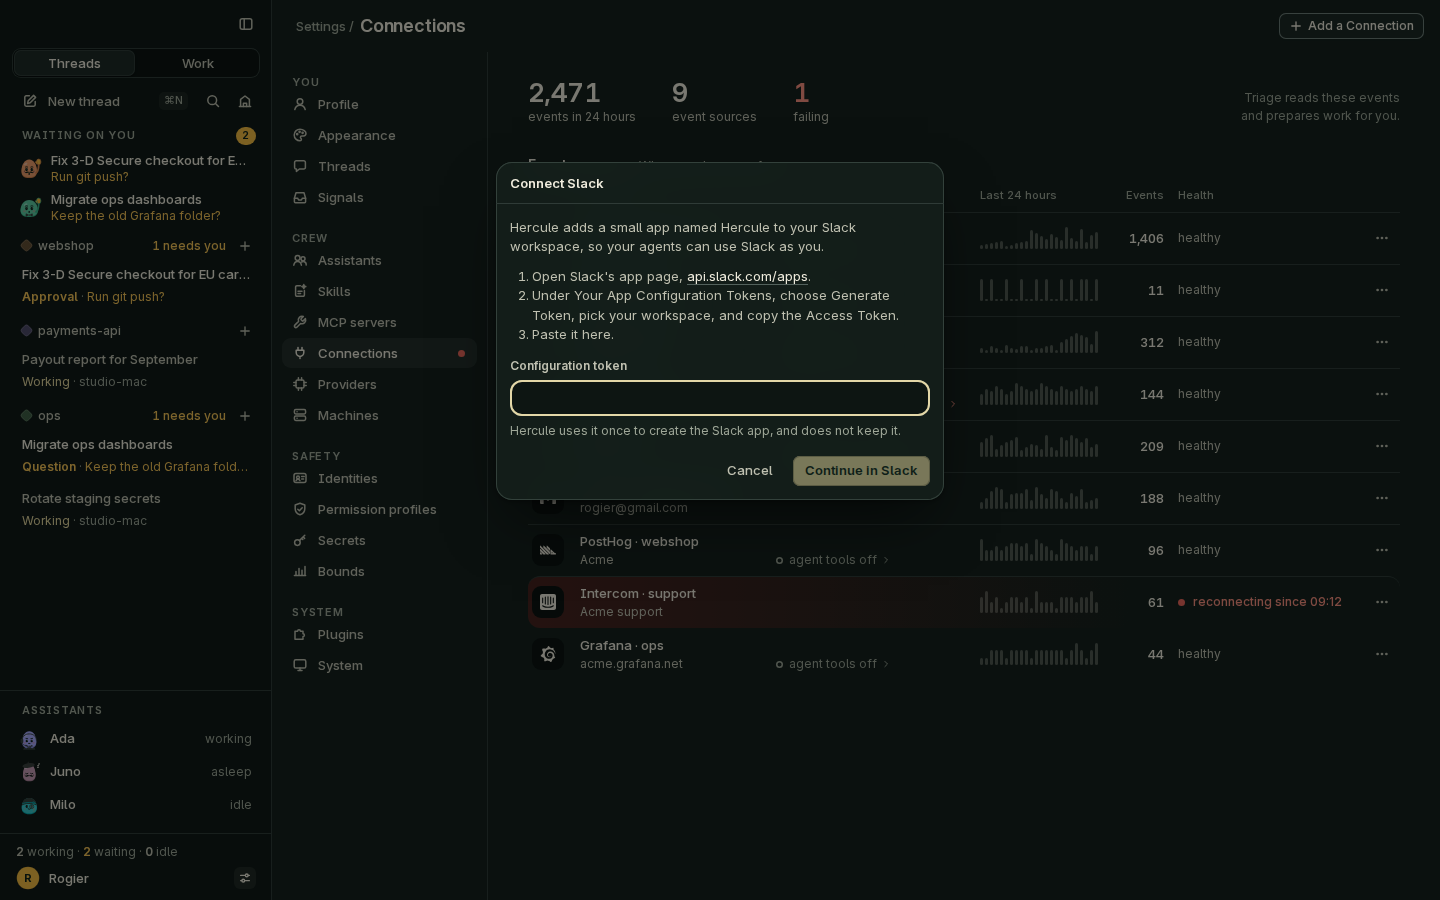 Threads
Work
New thread
⌘N
WAITING ON YOU
2
Fix 3-D Secure checkout for E...
Run git push?
Migrate ops dashboards
Keep the old Grafana folder?
webshop
1 needs you
Fix 3-D Secure checkout for EU car...
Approval · Run git push?
payments-api
Payout report for September
Working · studio-mac
ops
1 needs you
Migrate ops dashboards
Question · Keep the old Grafana fold...
Rotate staging secrets
Working · studio-mac
ASSISTANTS
Ada
working
Juno
asleep
Milo
idle
2 working · 2 waiting · 0 idle
R
Rogier
Settings / Connections
Add a Connection
YOU
Profile
Appearance
Threads
Signals
CREW
Assistants
Skills
MCP servers
Connections
Providers
Machines
SAFETY
Identities
Permission profiles
Secrets
Bounds
SYSTEM
Plugins
System
2,471
events in 24 hours
9
event sources
1
failing
Triage reads these events
and prepares work for you.
Last 24 hours
Events
Health
1,406
healthy
11
healthy
312
healthy
144
healthy
209
healthy
188
healthy
rogier@gmail.com
PostHog · webshop
Acme
agent tools off
96
healthy
Intercom · support
Acme support
61
reconnecting since 09:12
Grafana · ops
acme.grafana.net
agent tools off
44
healthy
Connect Slack
Hercule adds a small app named Hercule to your Slack
workspace, so your agents can use Slack as you.
1. Open Slack's app page, api.slack.com/apps.
2. Under Your App Configuration Tokens, choose Generate
Token, pick your workspace, and copy the Access Token.
3. Paste it here.
Configuration token
Hercule uses it once to create the Slack app, and does not keep it.
Cancel
Continue in Slack